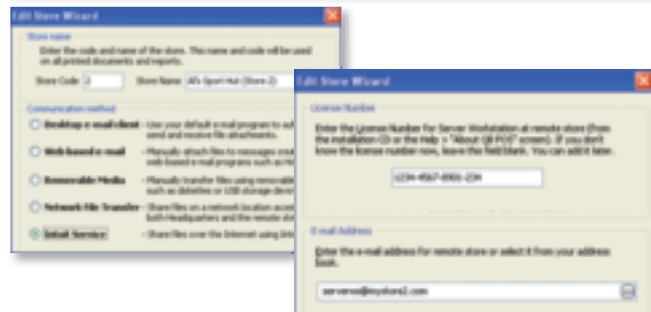 Edit Store Wizard
Store name
Enter the code and name of the store. This name and code will be used
on all printed documents and reports.
Store Code 2 Store Name Al's Sport Hut (Store 2)
Communication method
Desktop e-mail client - Use your default e-mail program to
send and receive file attachments.
Web based e-mail - Manually attach files to messages
web-based e-mail programs such as
Removable Media - Manually transfer files using
such as diskettes or USB storage
Network File Transfer - Share files on a network location
both Headquarters and the remote
Intuit Service - Share files over the Internet using
Edit Store Wizard
License Number
Enter the License Number for Server Workstation at remote store (from
the installation CD or the Help > "About QB POS" screen). If you don't
know the license number now, leave this field blank. You can add it later.
1234-4567-8901-234
E-mail Address
Enter the e-mail address for remote store or select it from your address
book.